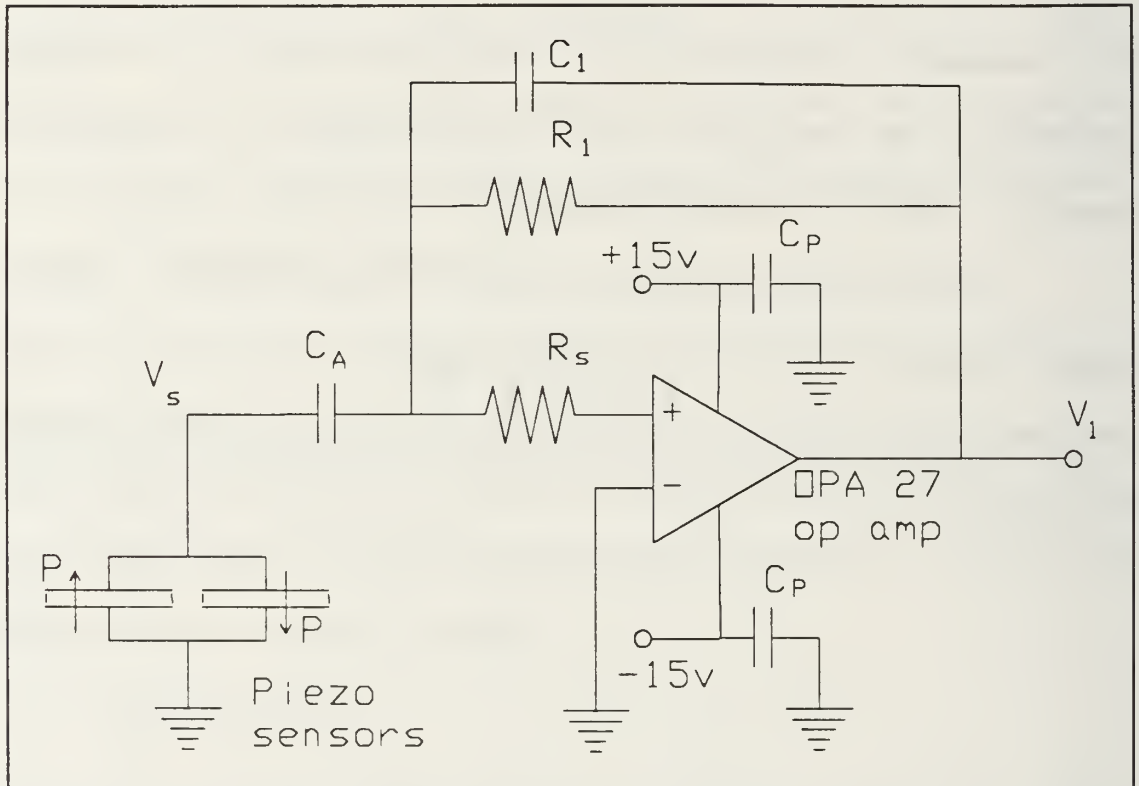 C1
R1
+15v
CP
CA
Rs
Vs
+
-
V1
OPA 27
op amp
P
P
CP
-15v
Piezo
sensors